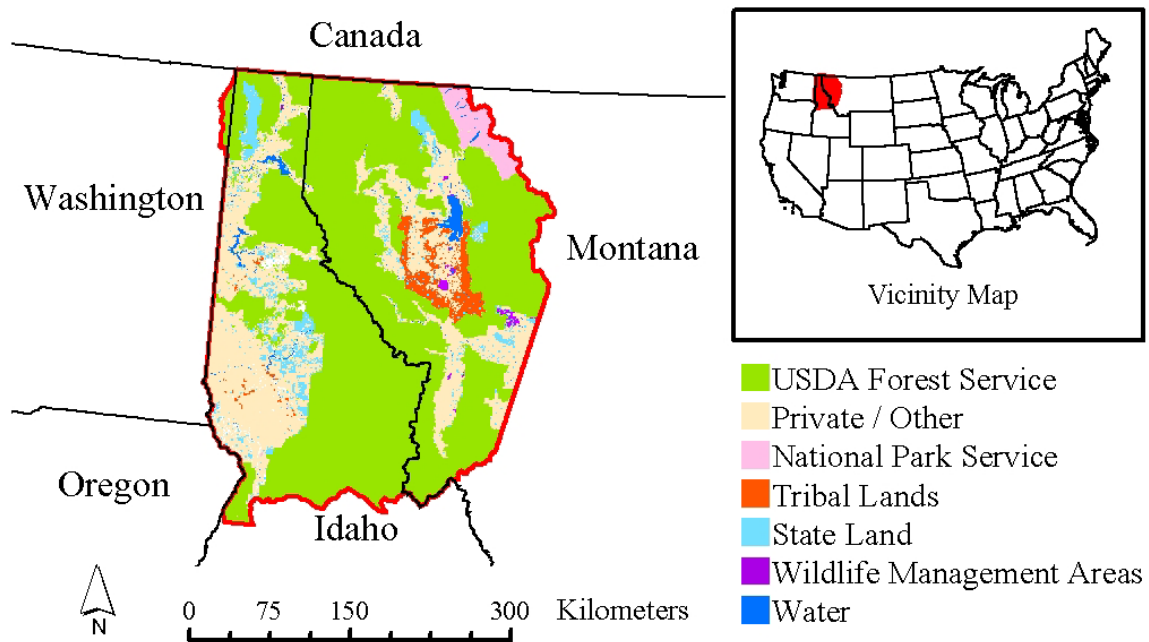 Canada
Washington
Montana
Oregon
Idaho
N
0 75 150 300 Kilometers
Vicinity Map
USDA Forest Service
Private / Other
National Park Service
Tribal Lands
State Land
Wildlife Management Areas
Water